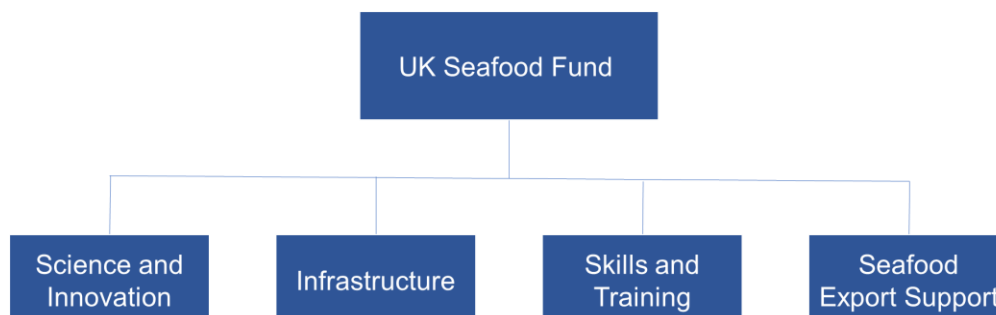 UK Seafood Fund
Science and
Innovation
Infrastructure
Skills and
Training
Seafood
Export Support